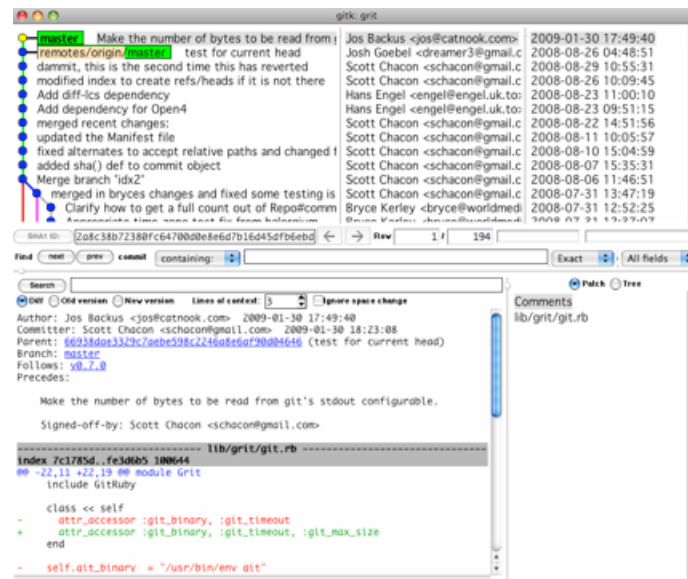 gitk: grit
master Make the number of bytes to be read from Jos Backus <jos@catnook.com> 2009-01-30 17:49:40
remotes/origin/master test for current head Josh Goebel <dreamer3@gmail.c 2008-08-26 04:48:51
dammit, this is the second time this has reverted Scott Chacon <schacon@gmail.c 2008-08-29 10:55:31
modified index to create refs/heads if it is not there Scott Chacon <schacon@gmail.c 2008-08-26 10:09:45
Add diff-lcs dependency Hans Engel <engel@engel.uk.to> 2008-08-23 11:00:10
Add dependency for Open4 Hans Engel <engel@engel.uk.to> 2008-08-23 09:51:15
merged recent changes: Scott Chacon <schacon@gmail.c 2008-08-22 14:51:56
updated the Manifest file Scott Chacon <schacon@gmail.c 2008-08-11 10:05:57
fixed alternates to accept relative paths and changed f Scott Chacon <schacon@gmail.c 2008-08-10 15:04:59
added sha() def to commit object Scott Chacon <schacon@gmail.c 2008-08-07 15:35:31
Merge branch "idx2" Scott Chacon <schacon@gmail.c 2008-08-06 11:46:51
merged in bryces changes and fixed some testing is Scott Chacon <schacon@gmail.c 2008-07-31 13:47:19
Clarify how to get a full count out of Repo#comm Bryce Kerley <bryce@worldmedi 2008-07-31 12:52:25
SHA1 ID: 2a8c38b72380fc64700d0e8e6d7b16d45dfb6ebd Row 1 / 194
Find next prev commit containing: Exact All fields
Search Patch Tree
Diff Old version New version Lines of context: 3 Ignore space change
Comments
lib/grit/git.rb
Author: Jos Backus <jos@catnook.com> 2009-01-30 17:49:40
Committer: Scott Chacon <schacon@gmail.com> 2009-01-30 18:23:08
Parent: 66938dae3329c7aebe598c2246a8e6af90d04646 (test for current head)
Branch: master
Follows: v0.7.0
Precedes:
Make the number of bytes to be read from git's stdout configurable.
Signed-off-by: Scott Chacon <schacon@gmail.com>
------------------------------ lib/grit/git.rb ------------------------------
index 7c1785d..fe3d6b5 100644
@@ -22,11 +22,19 @@ module Grit
include GitRuby
class << self
- attr_accessor :git_binary, :git_timeout
+ attr_accessor :git_binary, :git_timeout, :git_max_size
end
- self.git_binary = "/usr/bin/env git"